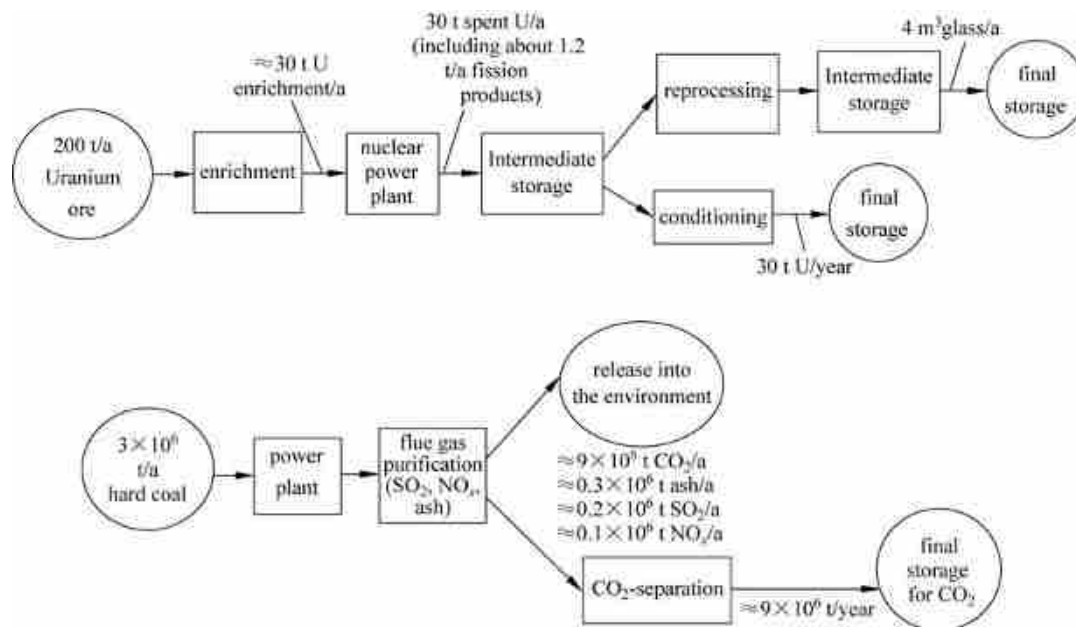 200 t/a
Uranium
ore
enrichment
≈30 t U
enrichment/a
nuclear
power
plant
30 t spent U/a
(including about 1.2
t/a fission
products)
Intermediate
storage
reprocessing
Intermediate
storage
4 m³glass/a
final
storage
conditioning
30 t U/year
final
storage
3×10⁶
t/a
hard coal
power
plant
flue gas
purification
(SO₂, NOₓ,
ash)
release into
the environment
≈9×10⁶ t CO₂/a
≈0.3×10⁶ t ash/a
≈0.2×10⁶ t SO₂/a
≈0.1×10⁶ t NOₓ/a
CO₂-separation
≈9×10⁶ t/year
final
storage
for CO₂